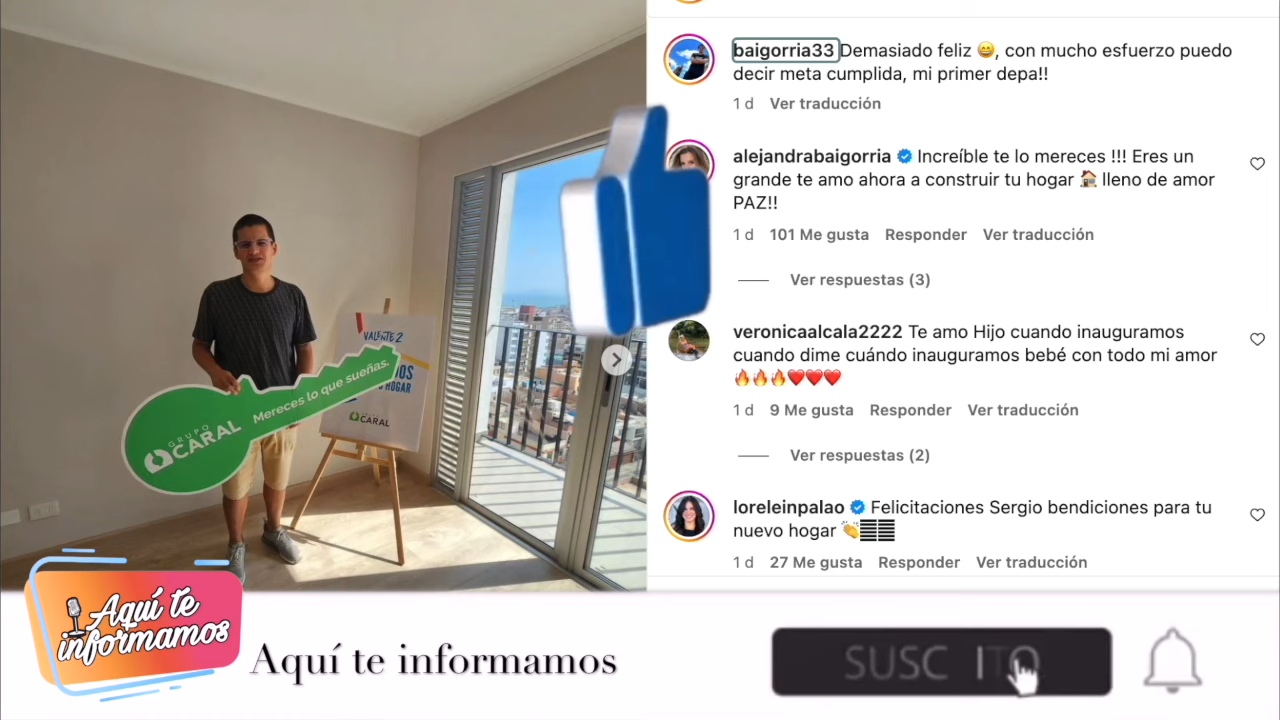 baigorria33 Demasiado feliz 😄, con mucho esfuerzo puedo
decir meta cumplida, mi primer depa!!
1 d Ver traducción
alejandrabaigorria Increíble te lo mereces !!! Eres un
grande te amo ahora a construir tu hogar 🏠 lleno de amor
PAZ!!
1 d 101 Me gusta Responder Ver traducción
Ver respuestas (3)
veronicaalcala2222 Te amo Hijo cuando inauguramos
cuando dime cuándo inauguramos bebé con todo mi amor
🔥🔥🔥❤️❤️❤️
1 d 9 Me gusta Responder Ver traducción
Ver respuestas (2)
loreleinpalao Felicitaciones Sergio bendiciones para tu
nuevo hogar 👏
1 d 27 Me gusta Responder Ver traducción
VALENTE 2
HOGAR
GRUPO
CARAL
GRUPO
CARAL
Mereces lo que sueñas.
Aquí te
informamos
Aquí te informamos